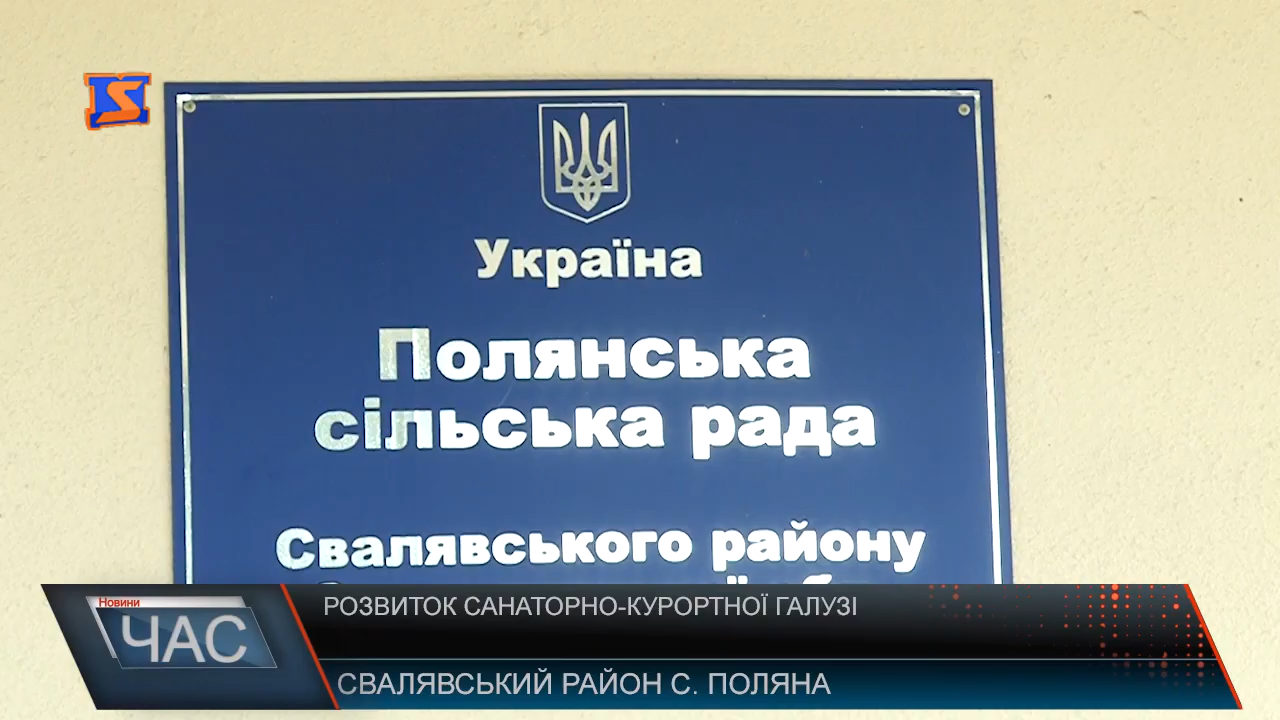 Україна
Полянська
сільська рада
Свалявського району
Новини
ЧАС
РОЗВИТОК САНАТОРНО-КУРОРТНОЇ ГАЛУЗІ
СВАЛЯВСЬКИЙ РАЙОН С. ПОЛЯНА